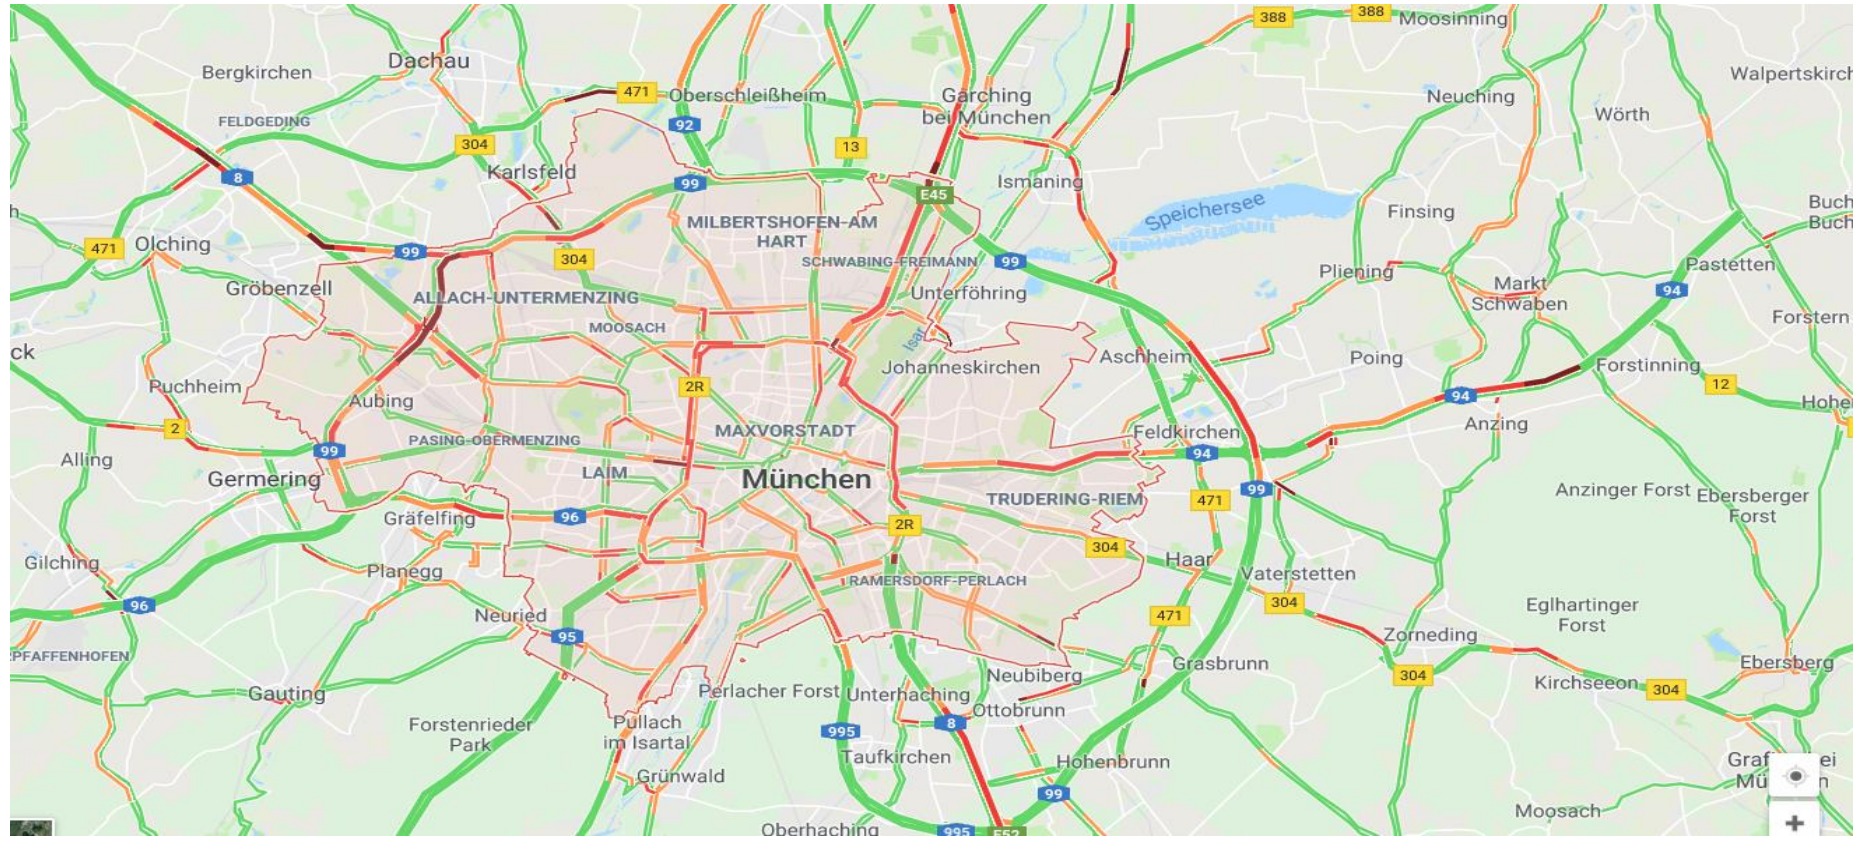 388
388
Moosinning
Dachau
Bergkirchen
Walpertskirch
471
Oberschleißheim
Garching
bei München
Neuching
Wörth
FELDGEDING
92
304
13
Karlsfeld
8
99
E45
Ismaning
Speichersee
Finsing
Buch
Buch
h
MILBERTSHOFEN-AM
HART
471
Olching
99
304
SCHWABING-FREIMANN
99
Pliening
Pastetten
Gröbenzell
ALLACH-UNTERMENZING
Unterföhring
Markt
Schwaben
94
MOOSACH
Isar
Forstern
ck
Puchheim
Johanneskirchen
Aschheim
Poing
Forstinning
2R
94
12
Aubing
Hohe
2
MAXVORSTADT
Feldkirchen
Anzing
99
PASING-OBERMENZING
94
Alling
Germering
LAIM
München
TRUDERING-RIEM
471
99
Anzinger Forst
Ebersberger
Forst
Gräfelfing
96
2R
Gilching
Planegg
304
Haar
Vaterstetten
RAMERSDORF-PERLACH
96
Neuried
471
304
Eglhartinger
Forst
95
Zorneding
PFAFFENHOFEN
Grasbrunn
Ebersberg
Gauting
Perlacher Forst
Unterhaching
Neubiberg
304
Kirchseeon
304
Forstenrieder
Park
Pullach
im Isartal
995
8
Ottobrunn
Taufkirchen
Hohenbrunn
Grünwald
99
Moosach
Oberhaching
995
E52